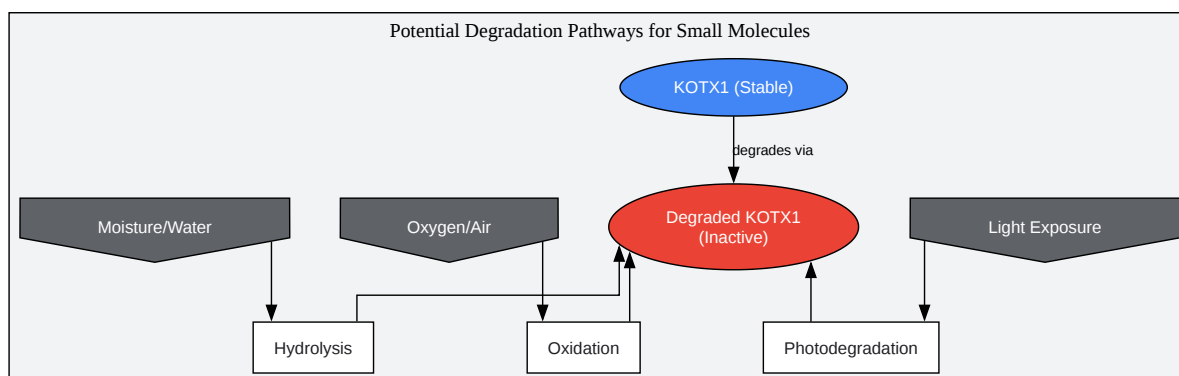 Potential Degradation Pathways for Small Molecules
KOTX1 (Stable)
degrades via
Moisture/Water
Oxygen/Air
Degraded KOTX1
(Inactive)
Light Exposure
Hydrolysis
Oxidation
Photodegradation